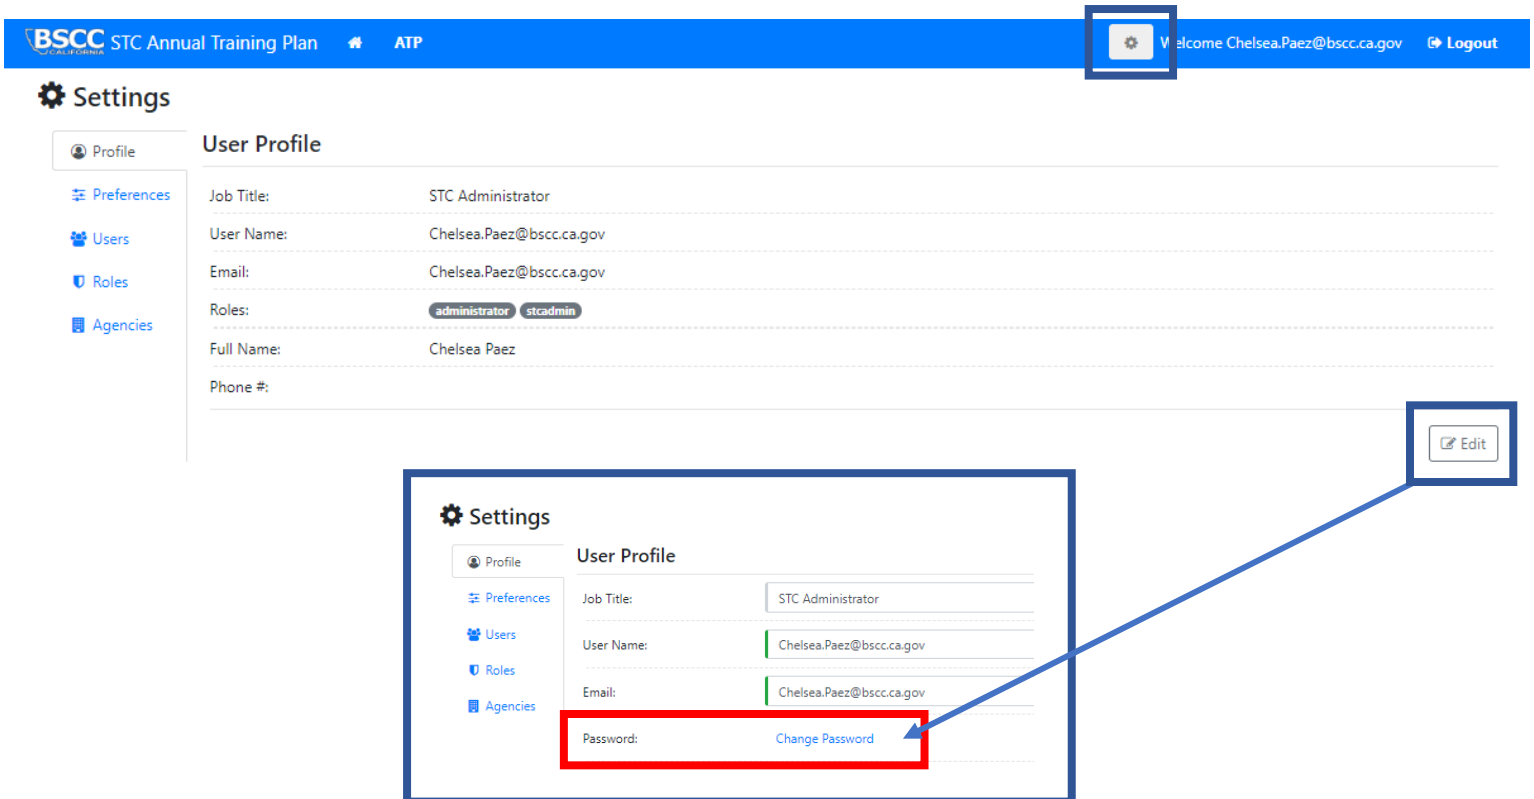 BSCC CALIFORNIA STC Annual Training Plan ATP Welcome Chelsea.Paez@bscc.ca.gov Logout
Settings
Profile
Preferences
Users
Roles
Agencies
User Profile
Job Title: STC Administrator
User Name: Chelsea.Paez@bscc.ca.gov
Email: Chelsea.Paez@bscc.ca.gov
Roles: administrator stcadmin
Full Name: Chelsea Paez
Phone #:
Edit
Settings
Profile
Preferences
Users
Roles
Agencies
User Profile
Job Title: STC Administrator
User Name: Chelsea.Paez@bscc.ca.gov
Email: Chelsea.Paez@bscc.ca.gov
Password: Change Password